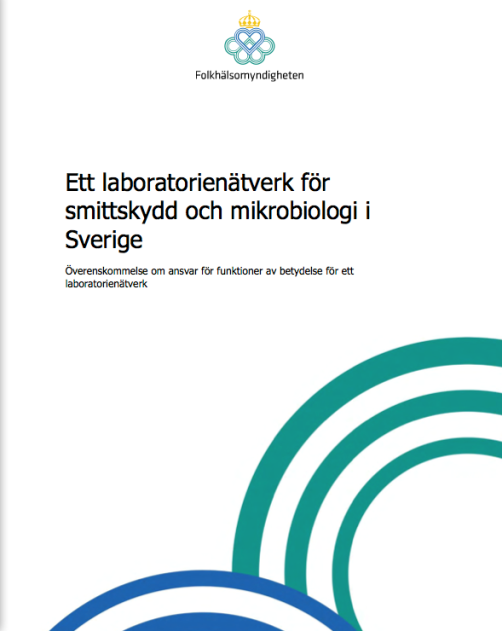 Folkhälsomyndigheten
Ett laboratorienätverk för
smittskydd och mikrobiologi i
Sverige
Överenskommelse om ansvar för funktioner av betydelse för ett
laboratorienätverk